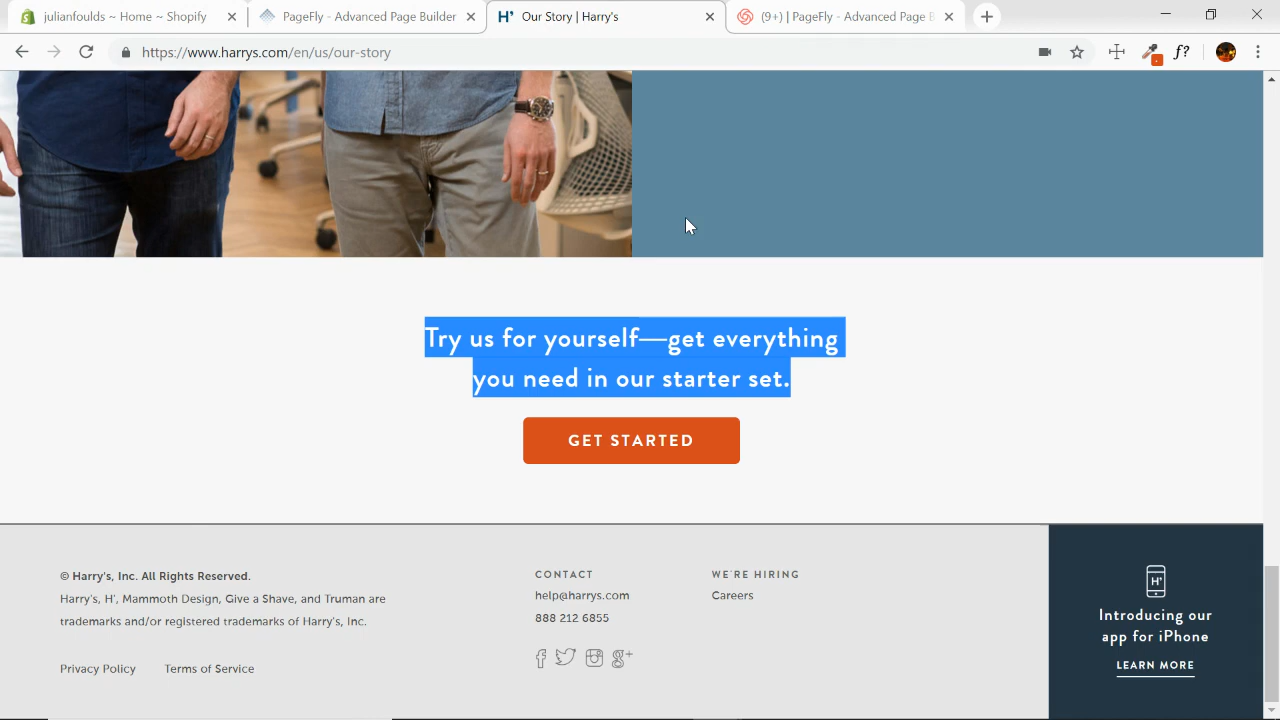 julianfoulds ~ Home ~ Shopify
PageFly - Advanced Page Builder
H' Our Story | Harry's
(9+) | PageFly - Advanced Page B
https://www.harrys.com/en/us/our-story
f?
Try us for yourself—get everything
you need in our starter set.
GET STARTED
© Harry's, Inc. All Rights Reserved.
Harry's, H', Mammoth Design, Give a Shave, and Truman are
trademarks and/or registered trademarks of Harry's, Inc.
Privacy Policy Terms of Service
CONTACT
help@harrys.com
888 212 6855
g+
WE'RE HIRING
Careers
H'
Introducing our
app for iPhone
LEARN MORE